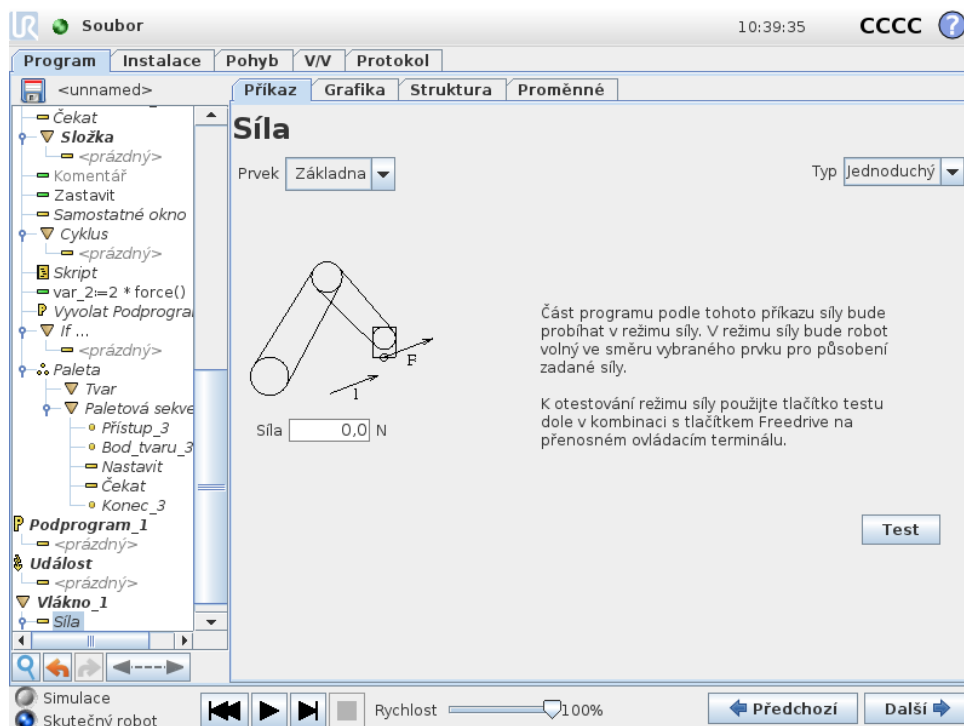 UR Soubor 10:39:35 CCCC ?
Program Instalace Pohyb V/V Protokol
<unnamed>
Příkaz Grafika Struktura Proměnné
Čekat
Složka
<prázdný>
Komentář
Zastavit
Samostatné okno
Cyklus
<prázdný>
Skript
var_2:=2 * force()
Vyvolat Podprogra
If ...
<prázdný>
Paleta
Tvar
Paletová sekve
Přístup_3
Bod_tvaru_3
Nastavit
Čekat
Konec_3
P Podprogram_1
<prázdný>
Událost
<prázdný>
Vlákno_1
Síla
Síla
Prvek Základna
Typ Jednoduchý
F
1
Síla 0,0 N
Část programu podle tohoto příkazu síly bude
probíhat v režimu síly. V režimu síly bude robot
volný ve směru vybraného prvku pro působení
zadané síly.
K otestování režimu síly použijte tlačítko testu
dole v kombinaci s tlačítkem Freedrive na
přenosném ovládacím terminálu.
Test
Simulace
Skutečný robot
Rychlost 100%
Předchozí Další